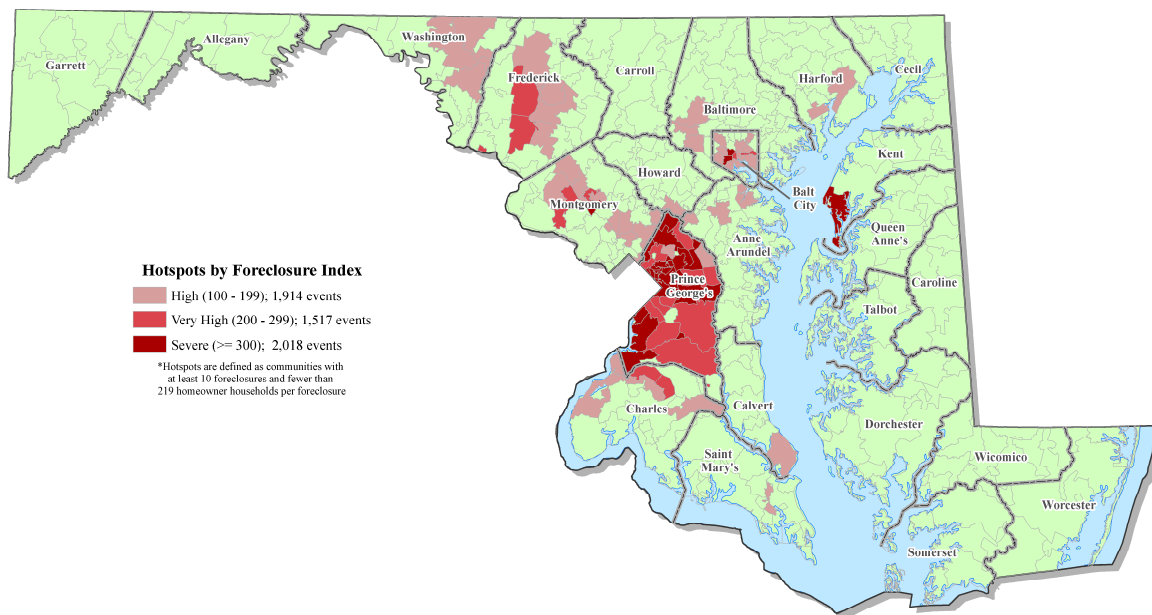 Garrett
Allegany
Washington
Frederick
Carroll
Baltimore
Harford
Cecil
Kent
Howard
Montgomery
Balt
City
Anne
Arundel
Queen
Anne's
Prince
George's
Caroline
Talbot
Hotspots by Foreclosure Index
High (100 - 199); 1,914 events
Very High (200 - 299); 1,517 events
Severe (>= 300); 2,018 events
*Hotspots are defined as communities with
at least 10 foreclosures and fewer than
219 homeowner households per foreclosure
Charles
Calvert
Dorchester
Saint
Mary's
Wicomico
Worcester
Somerset